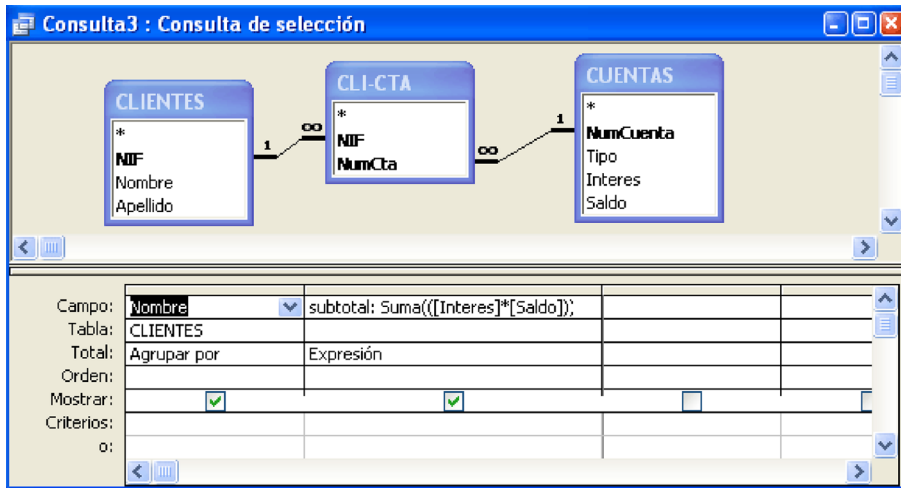 Consulta3 : Consulta de selección
CLIENTES
*
NIF
Nombre
Apellido
1
∞
CLI-CTA
*
NIF
NumCta
∞
1
CUENTAS
*
NumCuenta
Tipo
Interes
Saldo
Campo: Nombre subtotal: Suma(([Interes]*[Saldo]))
Tabla: CLIENTES
Total: Agrupar por Expresión
Orden:
Mostrar:
Criterios:
o: